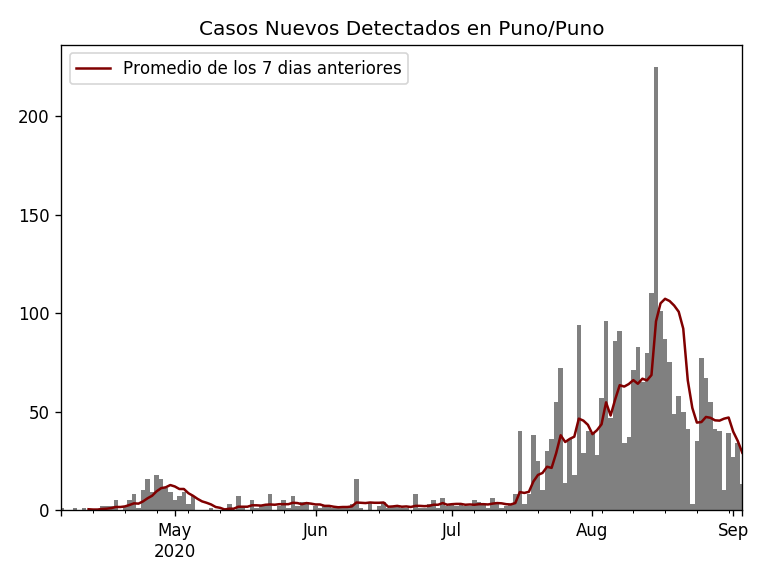 Casos Nuevos Detectados en Puno/Puno
Promedio de los 7 dias anteriores
200
150
100
50
0
May Jun Jul Aug Sep
2020